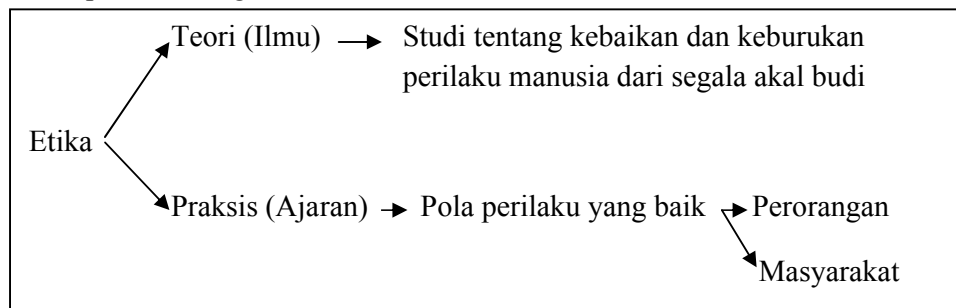 Teori (Ilmu) → Studi tentang kebaikan dan keburukan
perilaku manusia dari segala akal budi
Etika
Praksis (Ajaran) → Pola perilaku yang baik → Perorangan
Masyarakat